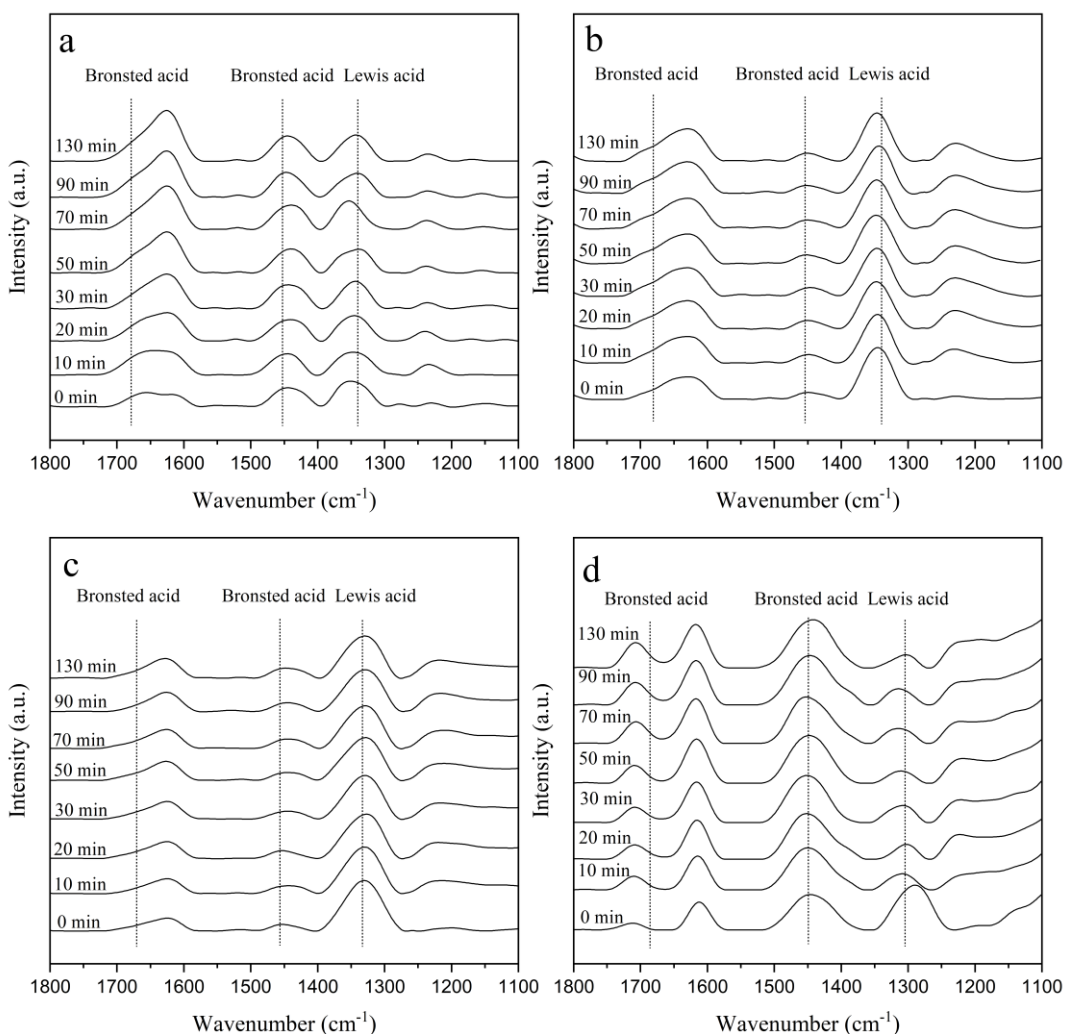 a
Bronsted acid Bronsted acid Lewis acid
130 min
90 min
70 min
50 min
30 min
20 min
10 min
0 min
Intensity (a.u.)
1800 1700 1600 1500 1400 1300 1200 1100
Wavenumber (cm⁻¹)
b
Bronsted acid Bronsted acid Lewis acid
130 min
90 min
70 min
50 min
30 min
20 min
10 min
0 min
Intensity (a.u.)
1800 1700 1600 1500 1400 1300 1200 1100
Wavenumber (cm⁻¹)
c
Bronsted acid Bronsted acid Lewis acid
130 min
90 min
70 min
50 min
30 min
20 min
10 min
0 min
Intensity (a.u.)
1800 1700 1600 1500 1400 1300 1200 1100
Wavenumber (cm⁻¹)
d
Bronsted acid Bronsted acid Lewis acid
130 min
90 min
70 min
50 min
30 min
20 min
10 min
0 min
Intensity (a.u.)
1800 1700 1600 1500 1400 1300 1200 1100
Wavenumber (cm⁻¹)